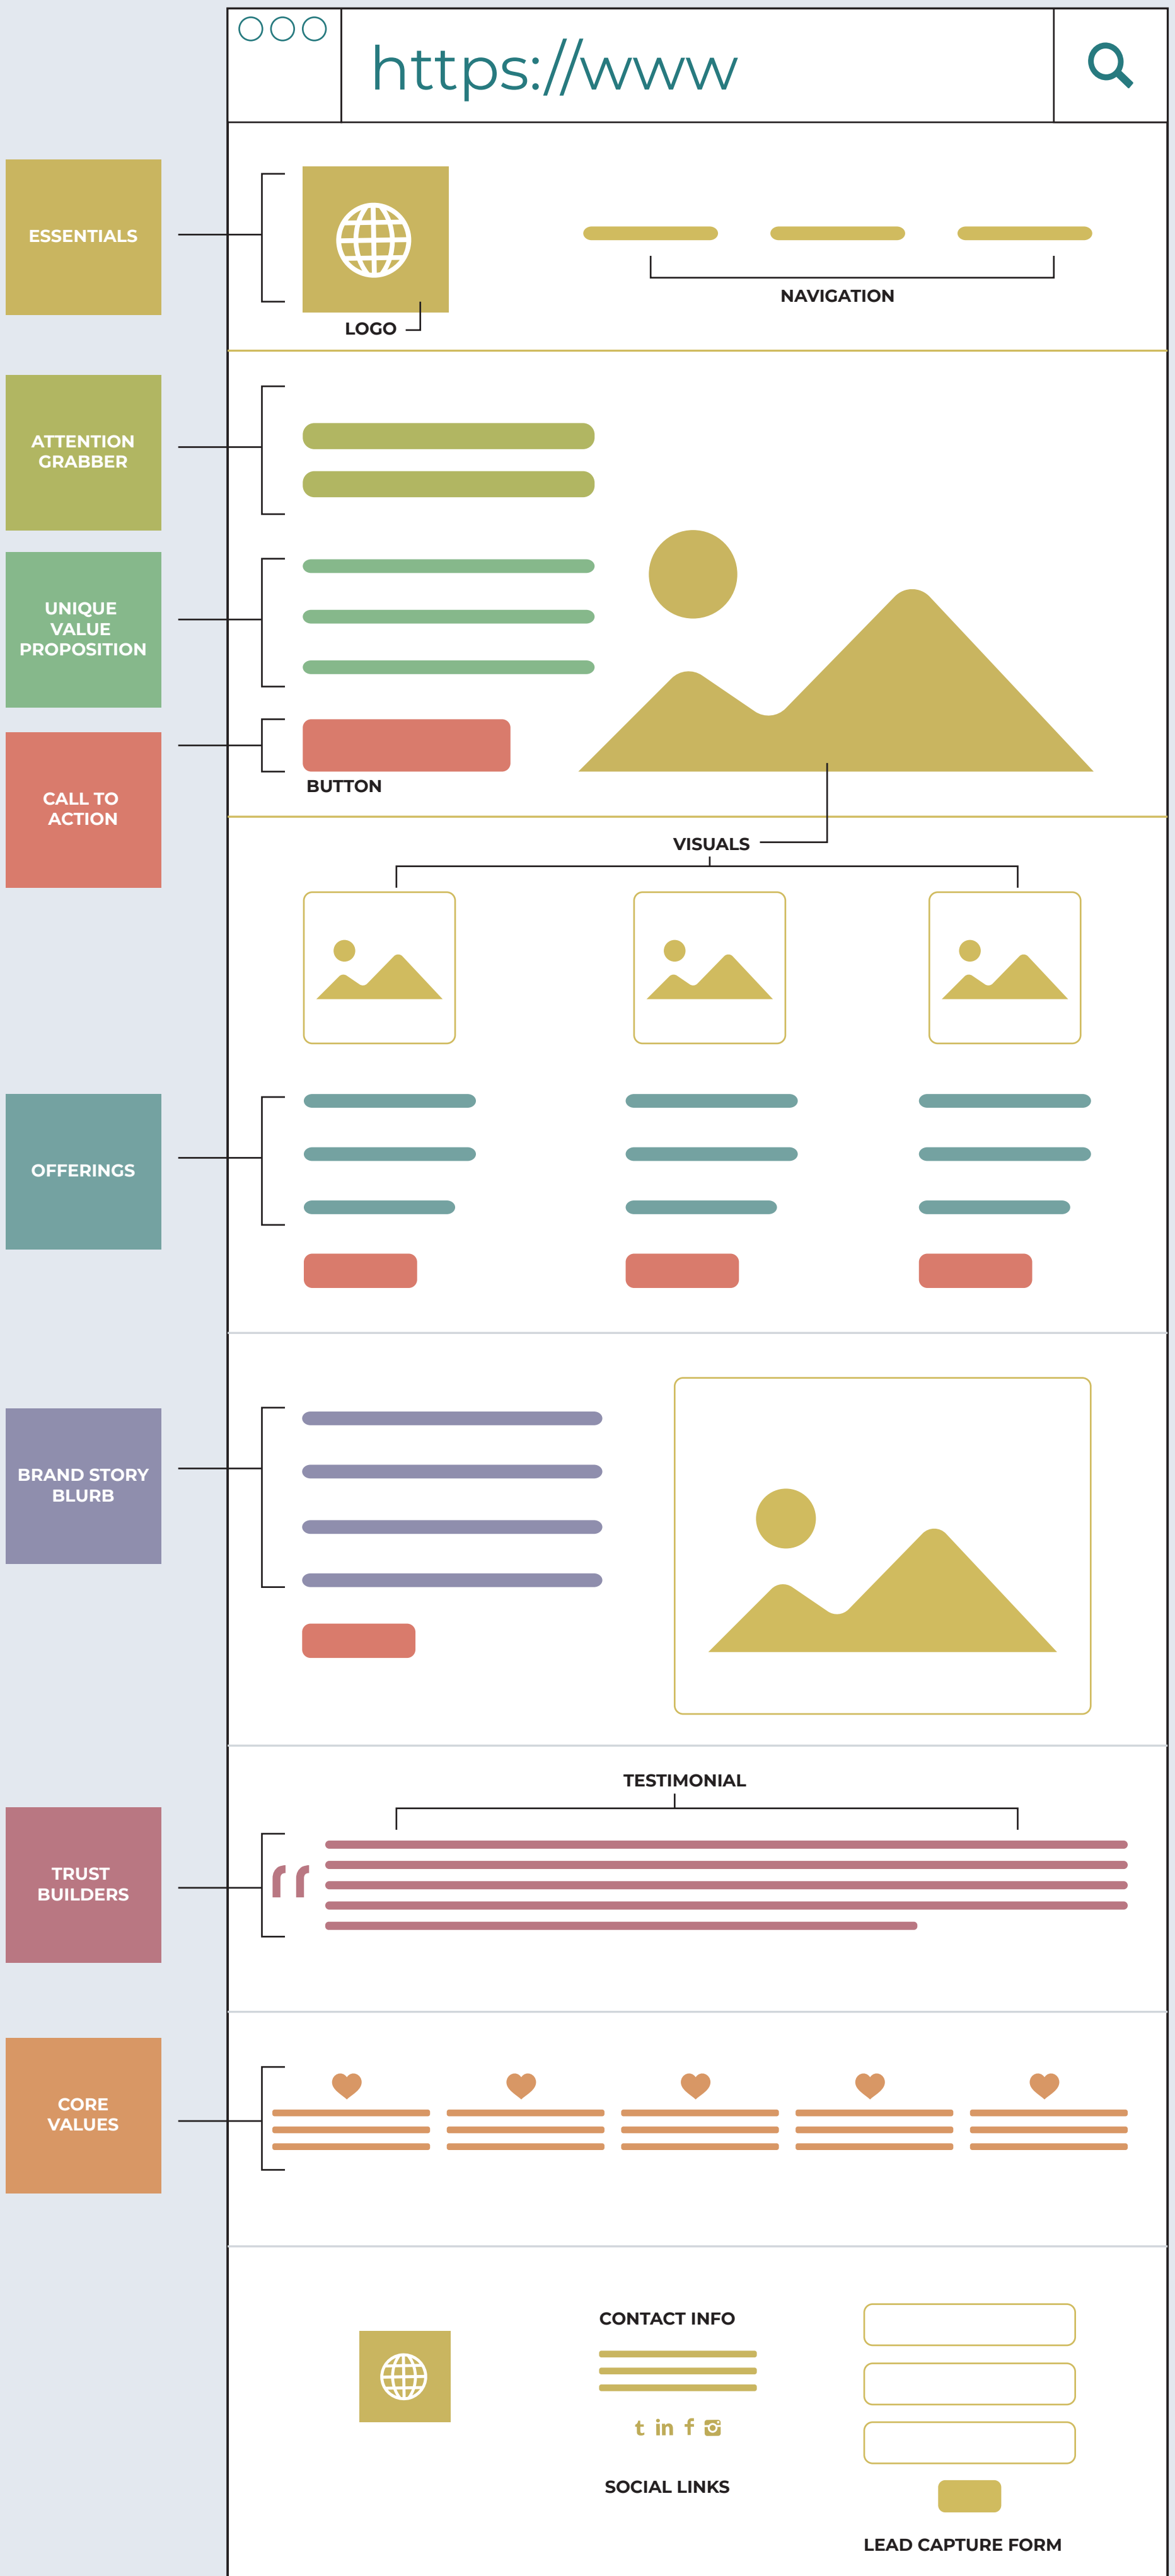 https://www
ESSENTIALS
NAVIGATION
LOGO
ATTENTION
GRABBER
UNIQUE
VALUE
PROPOSITION
CALL TO
ACTION
BUTTON
VISUALS
OFFERINGS
BRAND STORY
BLURB
TESTIMONIAL
TRUST
BUILDERS
CORE
VALUES
CONTACT INFO
t in f
SOCIAL LINKS
LEAD CAPTURE FORM